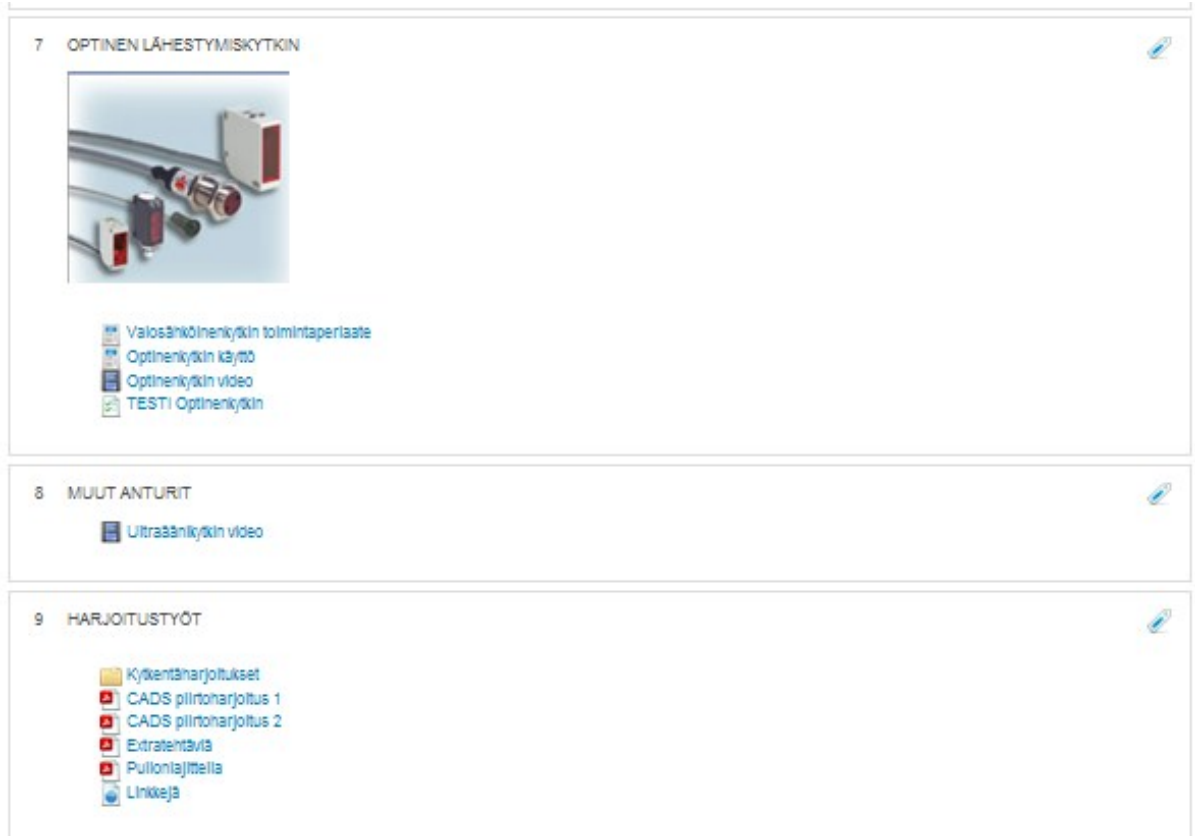 7 OPTINEN LÄHESTYMISKYTKIN
Valosähköinenkytkin toimintaperiaate
Optinenkytkin käyttö
Optinenkytkin video
TESTI Optinenkytkin
8 MUUT ANTURIT
Ultraäänikytkin video
9 HARJOITUSTYÖT
Kytkentäharjoitukset
CADS piirtoharjoitus 1
CADS piirtoharjoitus 2
Extratehtäviä
Pullonlajittelia
Linkkejä